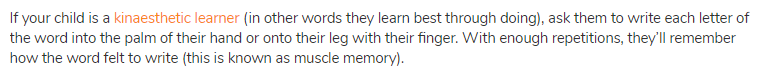 If your child is a kinaesthetic learner (in other words they learn best through doing), ask them to write each letter of
the word into the palm of their hand or onto their leg with their finger. With enough repetitions, they'll remember
how the word felt to write (this is known as muscle memory).